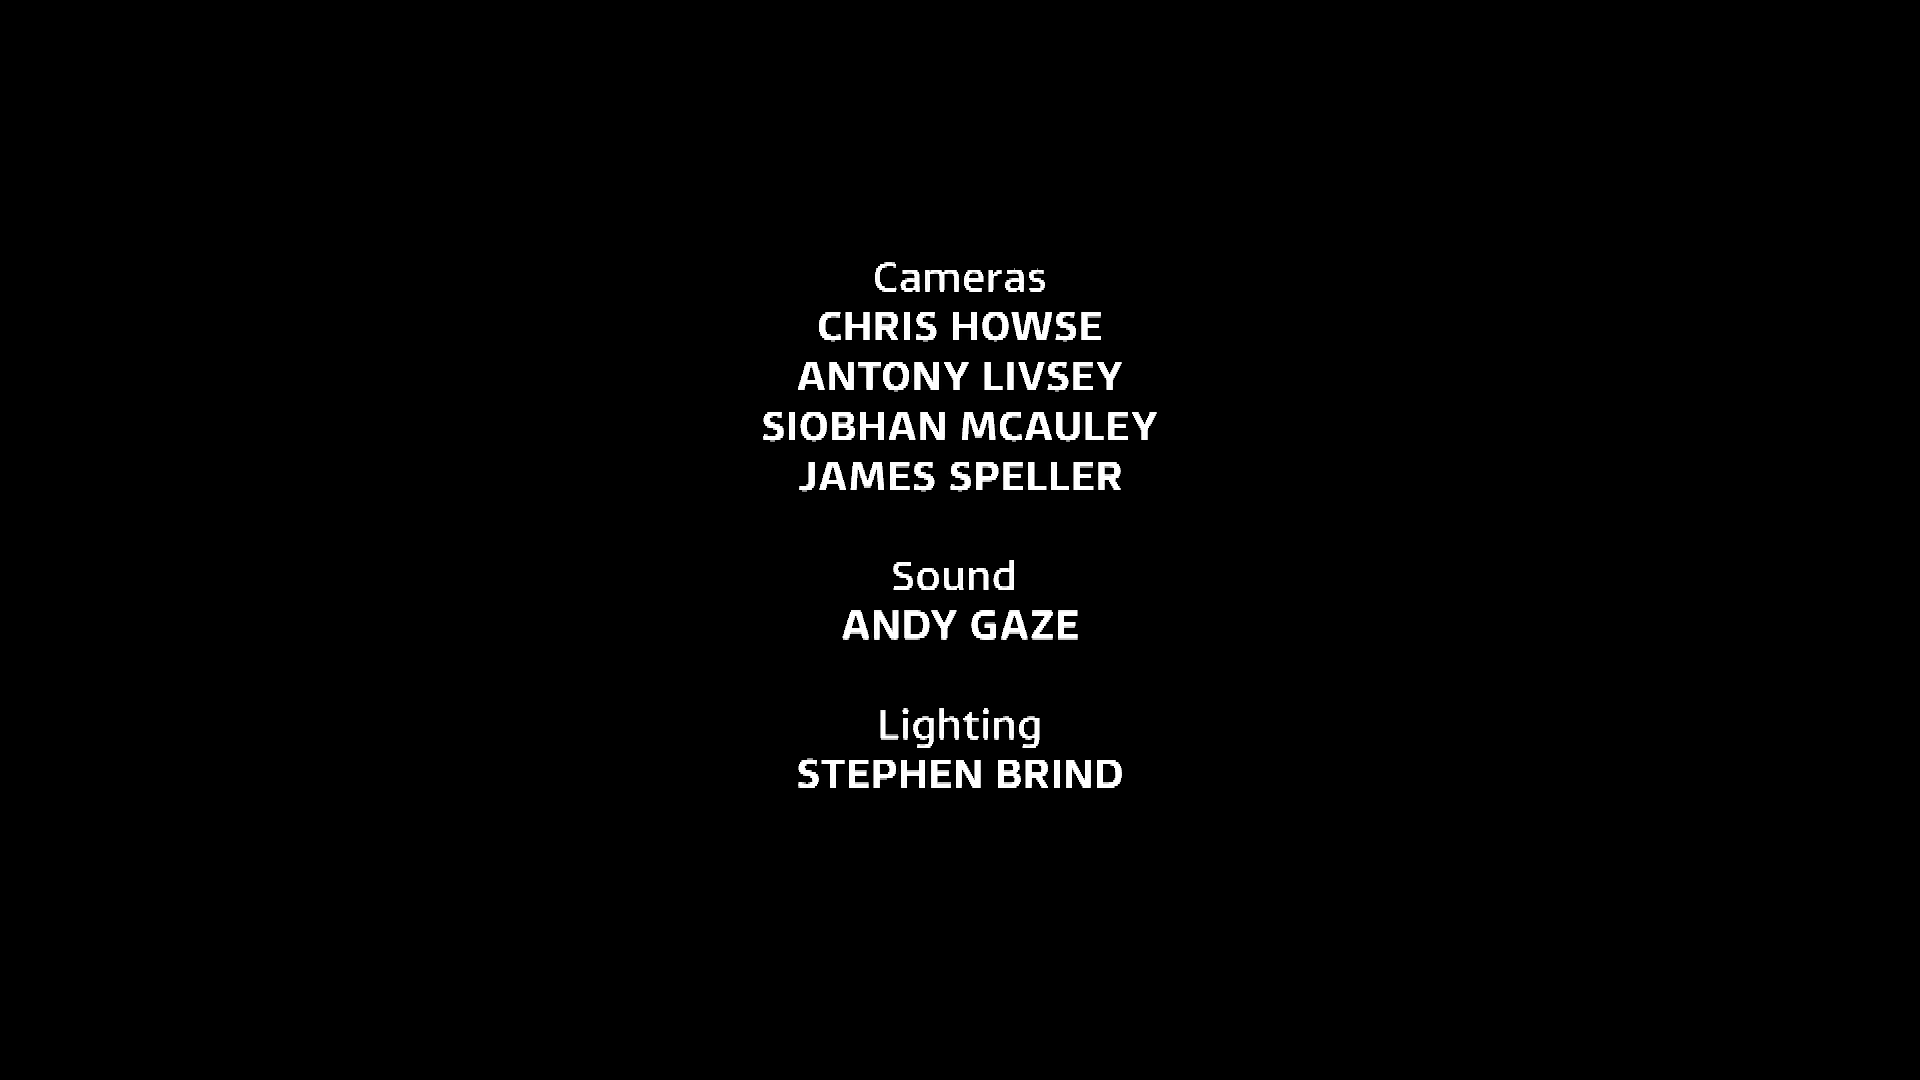 Cameras
CHRIS HOWSE
ANTONY LIVSEY
SIOBHAN MCAULEY
JAMES SPELLER
Sound
ANDY GAZE
Lighting
STEPHEN BRIND